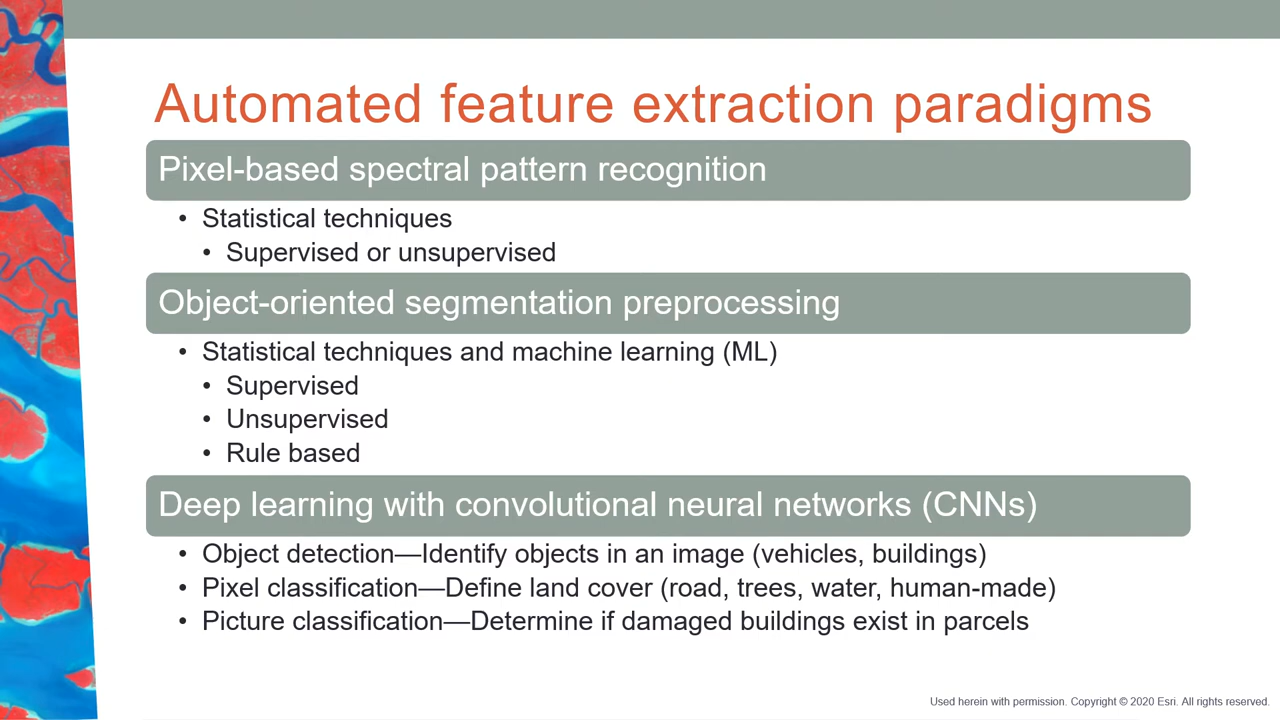 Automated feature extraction paradigms
Pixel-based spectral pattern recognition
• Statistical techniques
• Supervised or unsupervised
Object-oriented segmentation preprocessing
• Statistical techniques and machine learning (ML)
• Supervised
• Unsupervised
• Rule based
Deep learning with convolutional neural networks (CNNs)
• Object detection—Identify objects in an image (vehicles, buildings)
• Pixel classification—Define land cover (road, trees, water, human-made)
• Picture classification—Determine if damaged buildings exist in parcels
Used herein with permission. Copyright © 2020 Esri. All rights reserved.